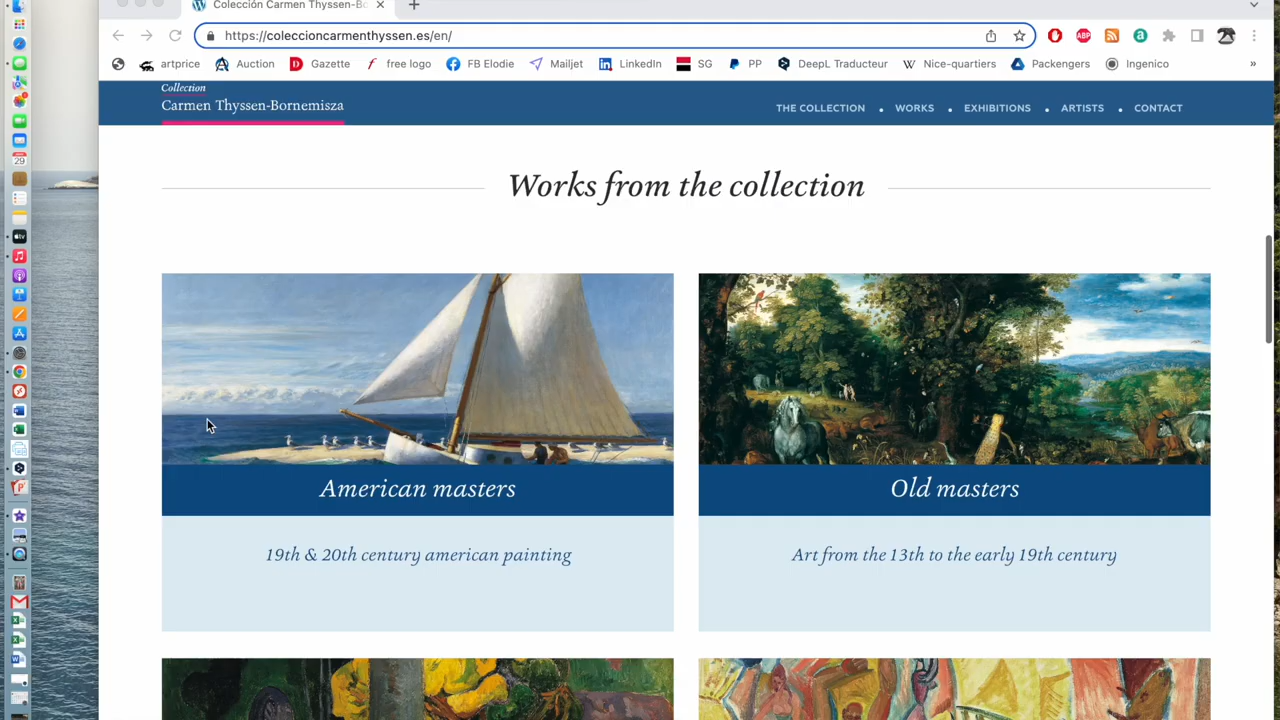 Colección Carmen Thyssen-Bo
https://coleccioncarmenthyssen.es/en/
artprice Auction Gazette free logo FB Elodie Mailjet LinkedIn SG PP DeepL Traducteur Nice-quartiers Packengers Ingenico »
Collection
Carmen Thyssen-Bornemisza
THE COLLECTION • WORKS • EXHIBITIONS • ARTISTS • CONTACT
Works from the collection
American masters
Old masters
19th & 20th century american painting
Art from the 13th to the early 19th century
ABP
29
tv